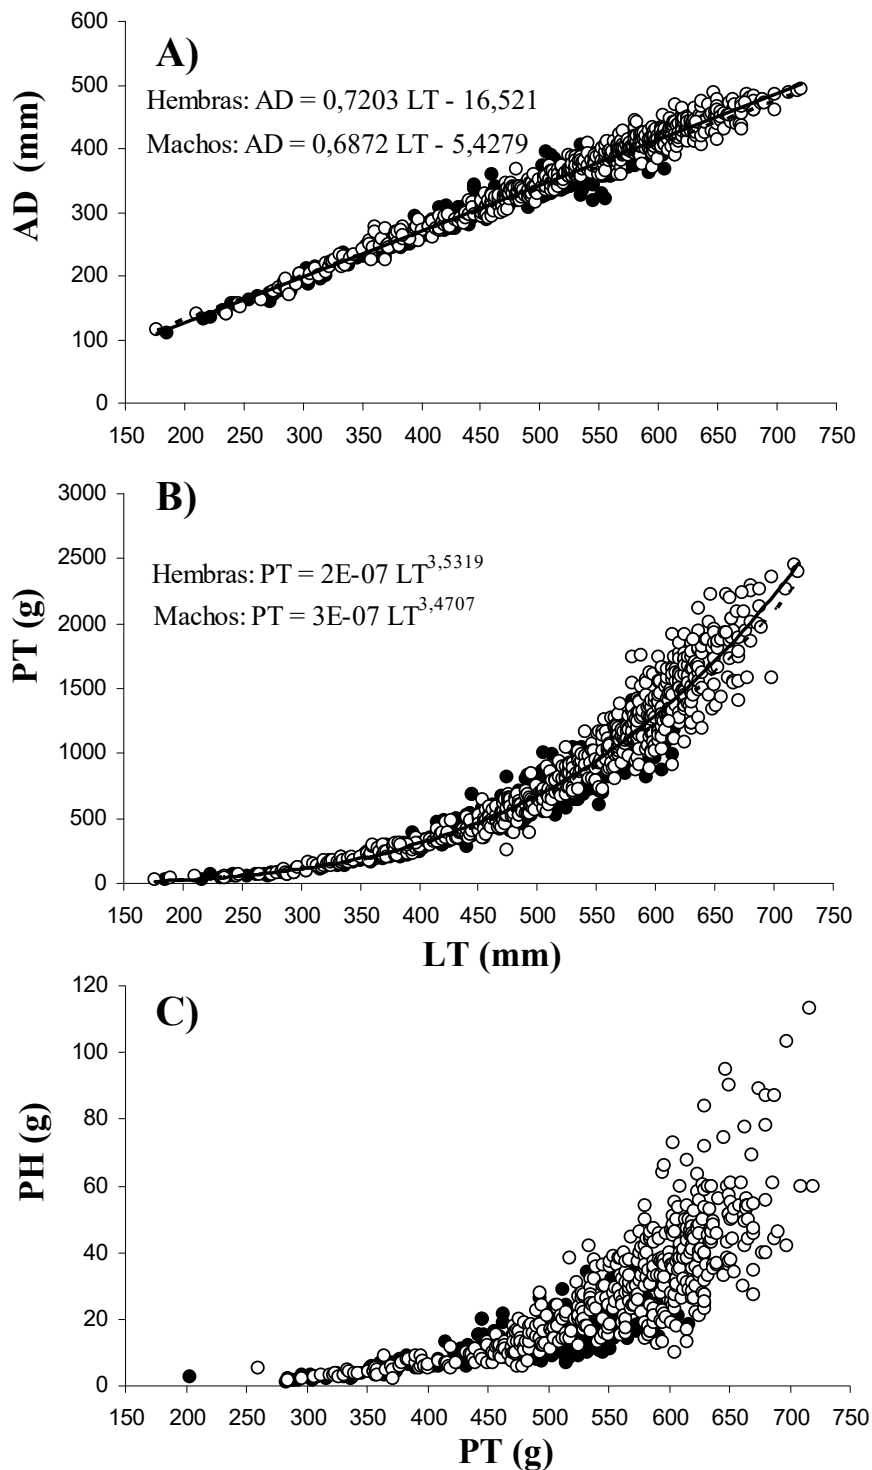 A)
Hembras: AD = 0,7203 LT - 16,521
Machos: AD = 0,6872 LT - 5,4279
AD (mm)
600
500
400
300
200
100
0
150 200 250 300 350 400 450 500 550 600 650 700 750
B)
Hembras: PT = 2E-07 LT^3,5319
Machos: PT = 3E-07 LT^3,4707
PT (g)
3000
2500
2000
1500
1000
500
0
150 200 250 300 350 400 450 500 550 600 650 700 750
LT (mm)
C)
PH (g)
120
100
80
60
40
20
0
150 200 250 300 350 400 450 500 550 600 650 700 750
PT (g)